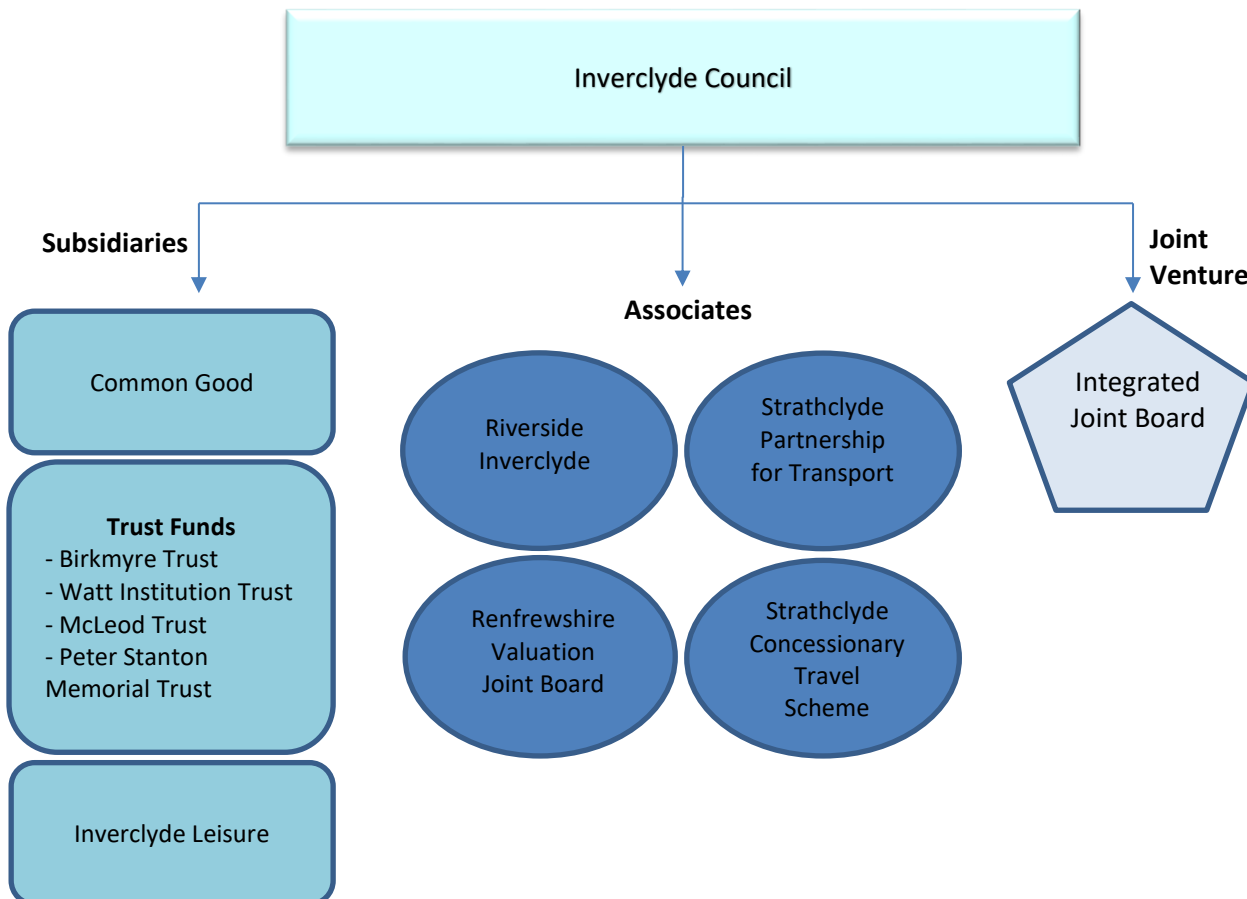 Inverclyde Council
Subsidiaries
Common Good
Trust Funds
- Birkmyre Trust
- Watt Institution Trust
- McLeod Trust
- Peter Stanton
Memorial Trust
Inverclyde Leisure
Associates
Riverside
Inverclyde
Strathclyde
Partnership
for Transport
Renfrewshire
Valuation
Joint Board
Strathclyde
Concessionary
Travel
Scheme
Joint
Venture
Integrated
Joint Board